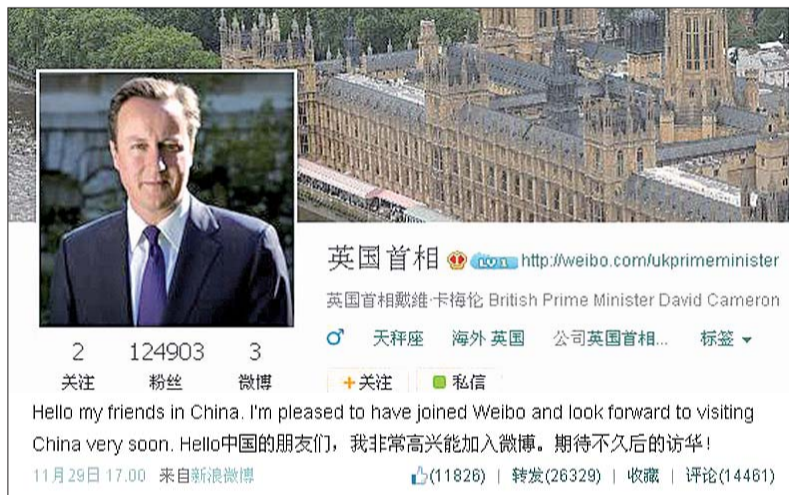 英国首相 LV1 http://weibo.com/ukprimeminister
英国首相戴维·卡梅伦 British Prime Minister David Cameron
♂ 天秤座 海外 英国 公司英国首相... 标签
2 124903 3
关注 粉丝 微博
+关注 私信
Hello my friends in China. I'm pleased to have joined Weibo and look forward to visiting
China very soon. Hello中国的朋友们，我非常高兴能加入微博。期待不久后的访华！
11月29日 17.00 来自新浪微博 (11826) | 转发(26329) | 收藏 | 评论(14461)